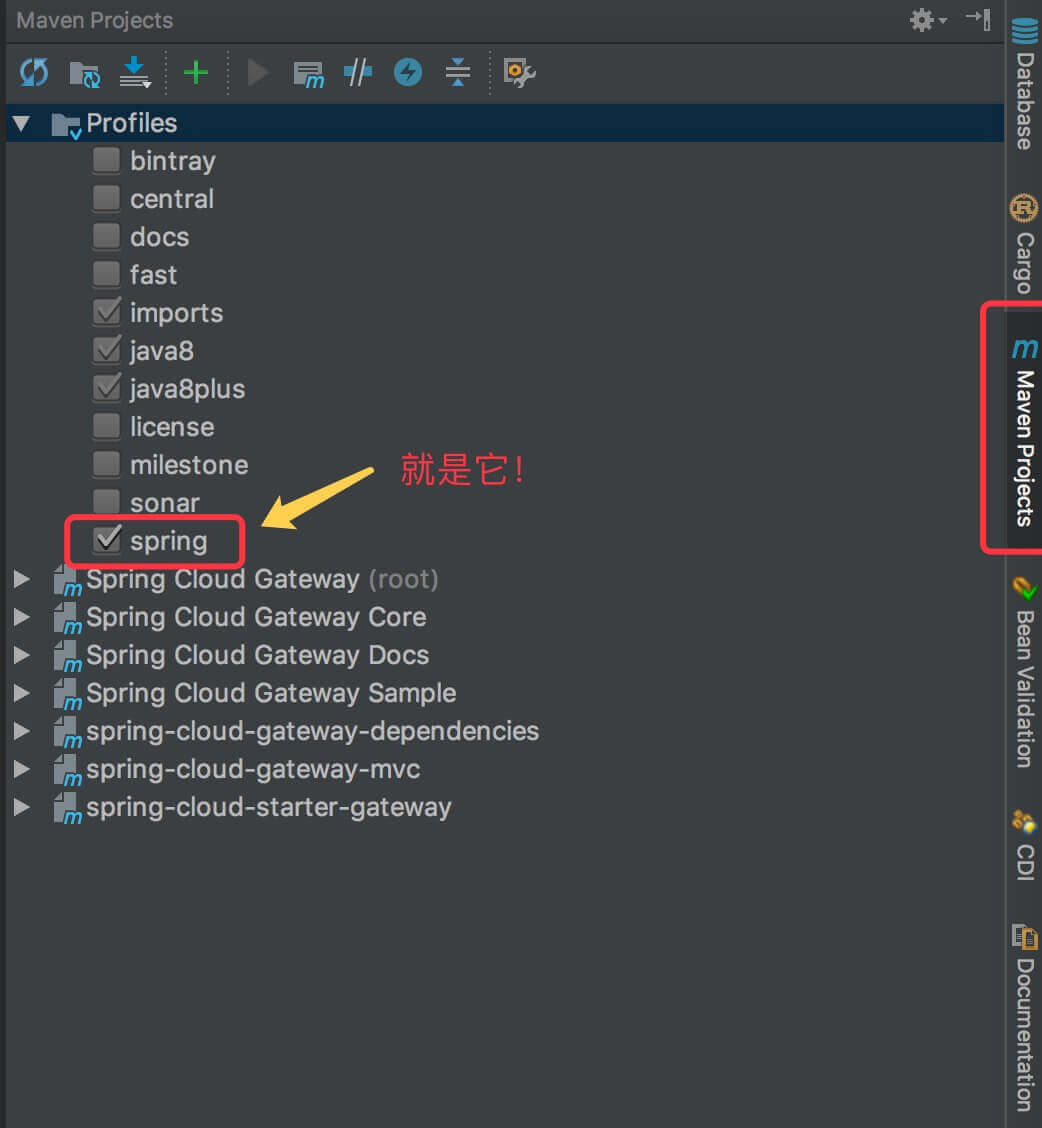 Maven Projects
Profiles
bintray
central
docs
fast
imports
java8
java8plus
license
milestone
就是它！
sonar
spring
Spring Cloud Gateway (root)
Spring Cloud Gateway Core
Spring Cloud Gateway Docs
Spring Cloud Gateway Sample
spring-cloud-gateway-dependencies
spring-cloud-gateway-mvc
spring-cloud-starter-gateway
Database
Cargo
Maven Projects
Bean Validation
CDI
Documentation